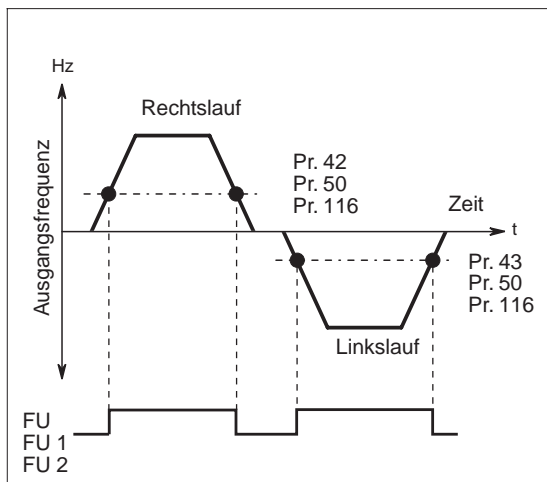 Hz
Rechtslauf
Ausgangsfrequenz
Pr. 42
Pr. 50
Pr. 116
Zeit
t
Pr. 43
Pr. 50
Pr. 116
Linkslauf
FU
FU 1
FU 2